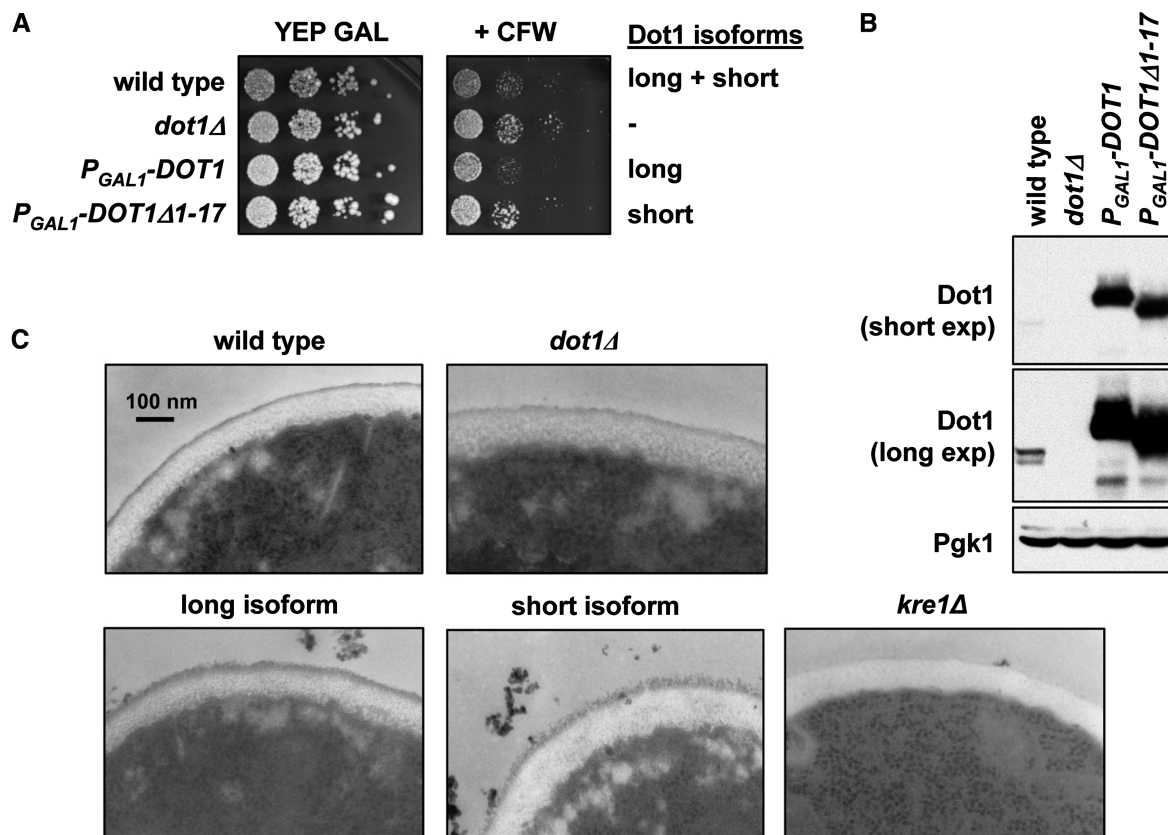 A
YEP GAL
+ CFW
Dot1 isoforms
wild type
long + short
dot1Δ
-
PGAL1-DOT1
long
PGAL1-DOT1Δ1-17
short
B
wild type
dot1Δ
PGAL1-DOT1
PGAL1-DOT1Δ1-17
Dot1
(short exp)
Dot1
(long exp)
Pgk1
C
wild type
dot1Δ
100 nm
long isoform
short isoform
kre1Δ